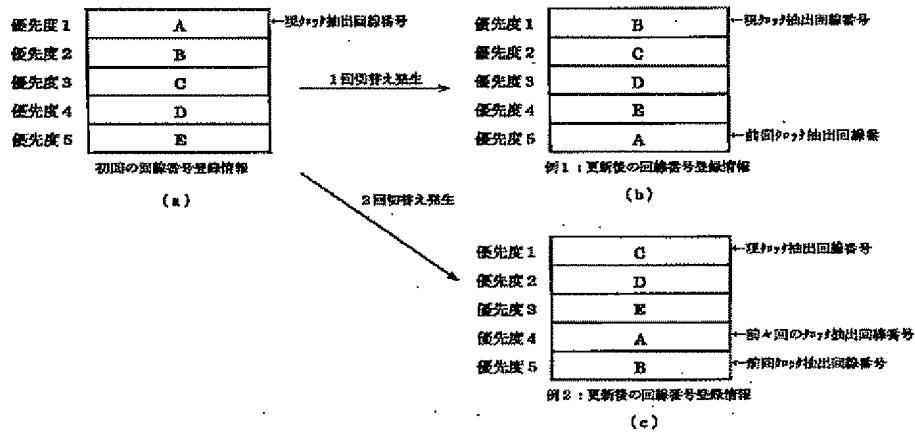 優先度1 A ←現クロック抽出回線番号
優先度2 B
優先度3 C
優先度4 D
優先度5 E
初回の回線番号登録情報
(a)
1回切替え発生
2回切替え発生
優先度1 B ←現クロック抽出回線番号
優先度2 C
優先度3 D
優先度4 E
優先度5 A ←前回クロック抽出回線番
例1:更新後の回線番号登録情報
(b)
優先度1 C ←現クロック抽出回線番号
優先度2 D
優先度3 E
優先度4 A ←前々回のクロック抽出回線番号
優先度5 B ←前回クロック抽出回線番号
例2:更新後の回線番号登録情報
(c)